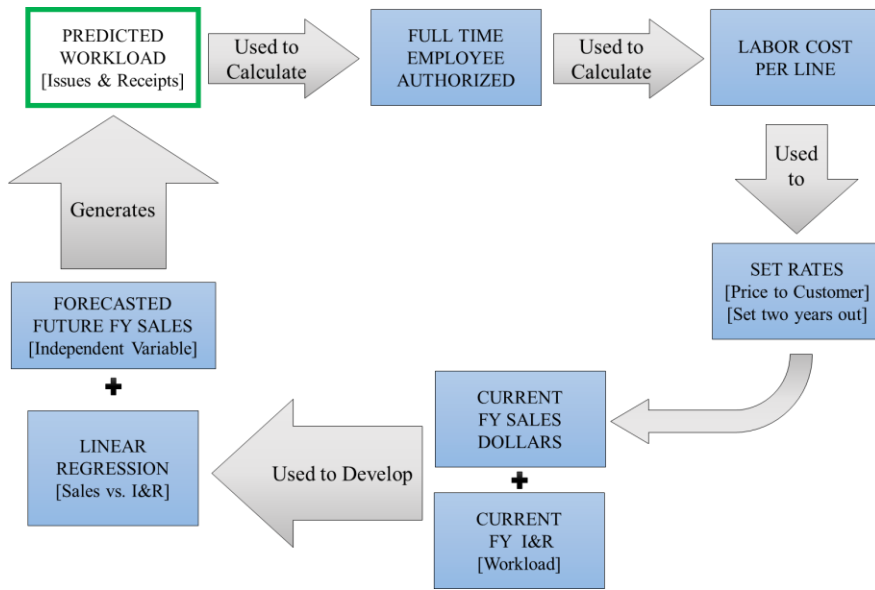 PREDICTED
WORKLOAD
[Issues & Receipts]
Used to
Calculate
FULL TIME
EMPLOYEE
AUTHORIZED
Used to
Calculate
LABOR COST
PER LINE
Used
to
SET RATES
[Price to Customer]
[Set two years out]
CURRENT
FY SALES
DOLLARS
+
CURRENT
FY I&R
[Workload]
Used to Develop
LINEAR
REGRESSION
[Sales vs. I&R]
+
FORECASTED
FUTURE FY SALES
[Independent Variable]
Generates